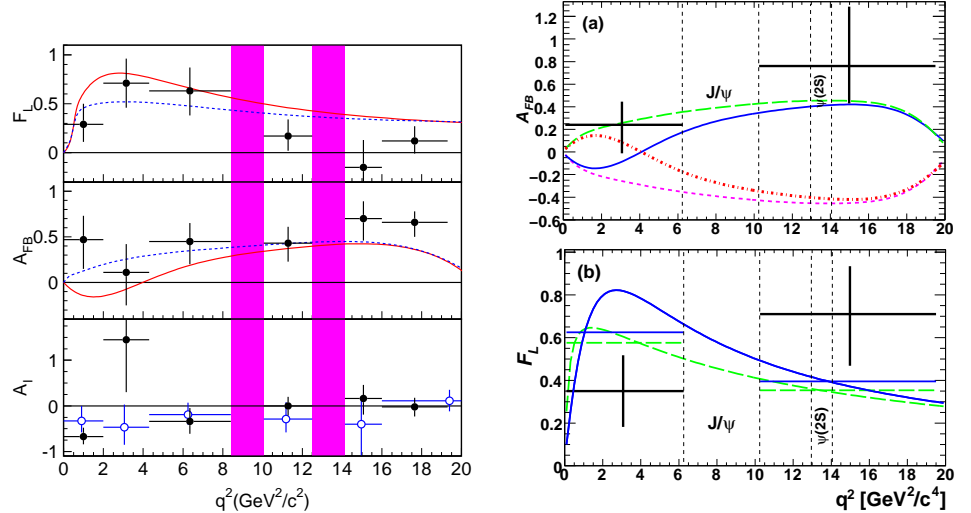 F_L
1
0.5
0
A_FB
1
0.5
0
A_I
1
0
-1
0 2 4 6 8 10 12 14 16 18 20
q²(GeV²/c²)
(a)
A_FB
1.2
1
0.8
0.6
0.4
0.2
0
-0.2
-0.4
-0.6
J/ψ
ψ(2S)
0 2 4 6 8 10 12 14 16 18 20
(b)
F_L
1
0.8
0.6
0.4
0.2
0
J/ψ
ψ(2S)
0 2 4 6 8 10 12 14 16 18 20
q² [GeV²/c⁴]